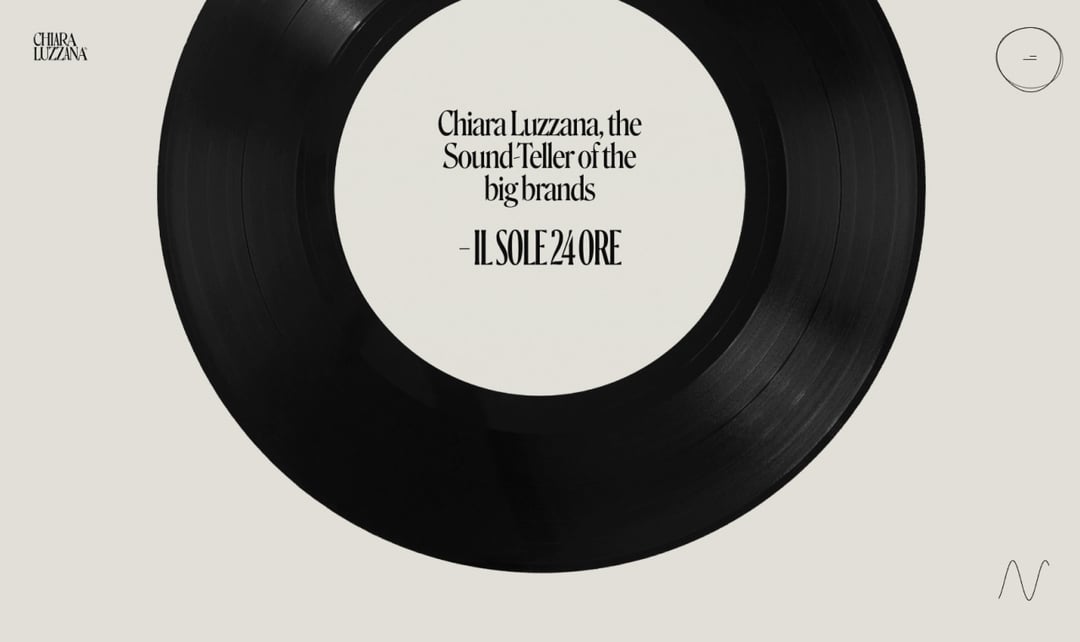 CHIARA
LUZZANA
Chiara Luzzana, the
Sound-Teller of the
big brands
– IL SOLE 24 ORE